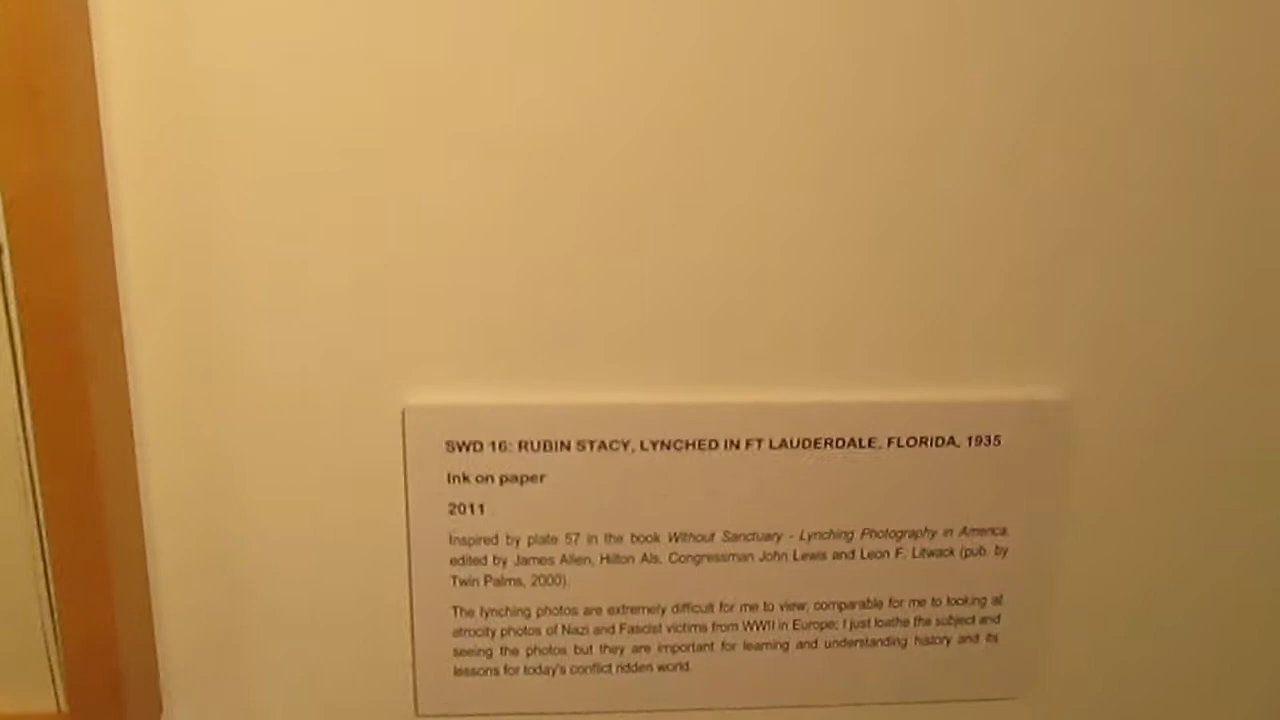 SWD 16: RUBIN STACY, LYNCHED IN FT LAUDERDALE, FLORIDA, 1935
Ink on paper
2011
Inspired by plate 57 in the book Without Sanctuary - Lynching Photography in America
edited by James Allen, Hilton Als, Congressman John Lewis and Leon F. Litwack (pub. by
Twin Palms, 2000).
The lynching photos are extremely difficult for me to view; comparable for me to looking at
atrocity photos of Nazi and Fascist victims from WWII in Europe; I just loathe the subject and
seeing the photos but they are important for learning and understanding history and its
lessons for today's conflict ridden world.